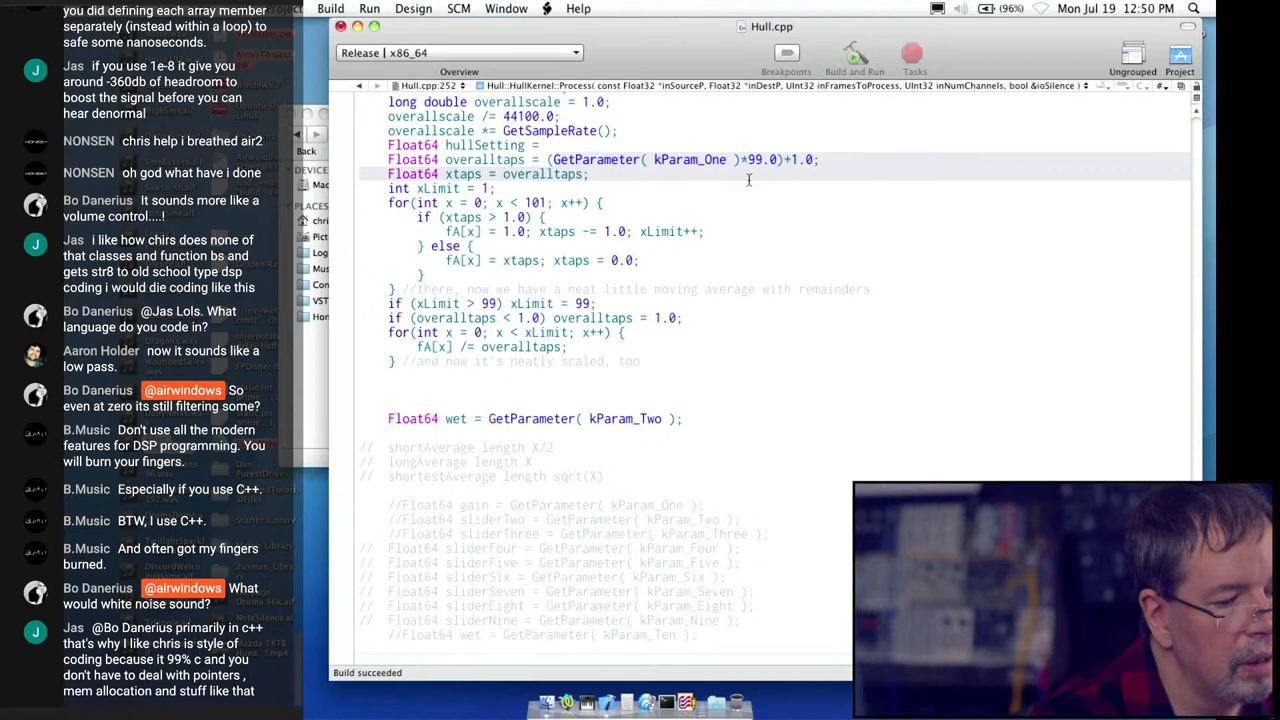 you did defining each array member
separately (instead within a loop) to
safe some nanoseconds.
Jas if you use 1e-8 it give you
around -360db of headroom to
boost the signal before you can
hear denormal
NONSEN chris help i breathed air2
NONSEN oh god what have i done
Bo Danerius It sounds more like a
volume control....!
Jas i like how chirs does none of
that classes and function bs and
gets str8 to old school type dsp
coding i would die coding like this
Bo Danerius @Jas Lols. What
language do you code in?
Aaron Holder now it sounds like a
low pass.
Bo Danerius @airwindows So
even at zero its still filtering some?
B.Music Don't use all the modern
features for DSP programming. You
will burn your fingers.
B.Music Especially if you use C++.
B.Music BTW, I use C++.
B.Music And often got my fingers
burned.
Bo Danerius @airwindows What
would white noise sound?
Jas @Bo Danerius primarily in c++
that's why I like chris is style of
coding because it 99% c and you
don't have to deal with pointers ,
mem allocation and stuff like that
Build Run Design SCM Window Help
(96%) Mon Jul 19 12:50 PM
Hull.cpp
Release | x86_64
Overview Breakpoints Build and Run Tasks Ungrouped Project
Hull.cpp:252 Hull::HullKernel::Process( const Float32 *inSourceP, Float32 *inDestP, UInt32 inFramesToProcess, UInt32 inNumChannels, bool &ioSilence )
long double overallscale = 1.0;
overallscale /= 44100.0;
overallscale *= GetSampleRate();
Float64 hullSetting =
Float64 overalltaps = (GetParameter( kParam_One )*99.0)+1.0;
Float64 xtaps = overalltaps;
int xLimit = 1;
for(int x = 0; x < 101; x++) {
if (xtaps > 1.0) {
fA[x] = 1.0; xtaps -= 1.0; xLimit++;
} else {
fA[x] = xtaps; xtaps = 0.0;
}
} //there, now we have a neat little moving average with remainders
if (xLimit > 99) xLimit = 99;
if (overalltaps < 1.0) overalltaps = 1.0;
for(int x = 0; x < xLimit; x++) {
fA[x] /= overalltaps;
} //and now it's neatly scaled, too
Float64 wet = GetParameter( kParam_Two );
// shortAverage length X/2
// longAverage length X
// shortestAverage length sqrt(X)
//Float64 gain = GetParameter( kParam_One );
//Float64 sliderTwo = GetParameter( kParam_Two );
//Float64 sliderThree = GetParameter( kParam_Three );
// Float64 sliderFour = GetParameter( kParam_Four );
// Float64 sliderFive = GetParameter( kParam_Five );
// Float64 sliderSix = GetParameter( kParam_Six );
// Float64 sliderSeven = GetParameter( kParam_Seven );
// Float64 sliderEight = GetParameter( kParam_Eight );
// Float64 sliderNine = GetParameter( kParam_Nine );
//Float64 wet = GetParameter( kParam_Ten );
Build succeeded